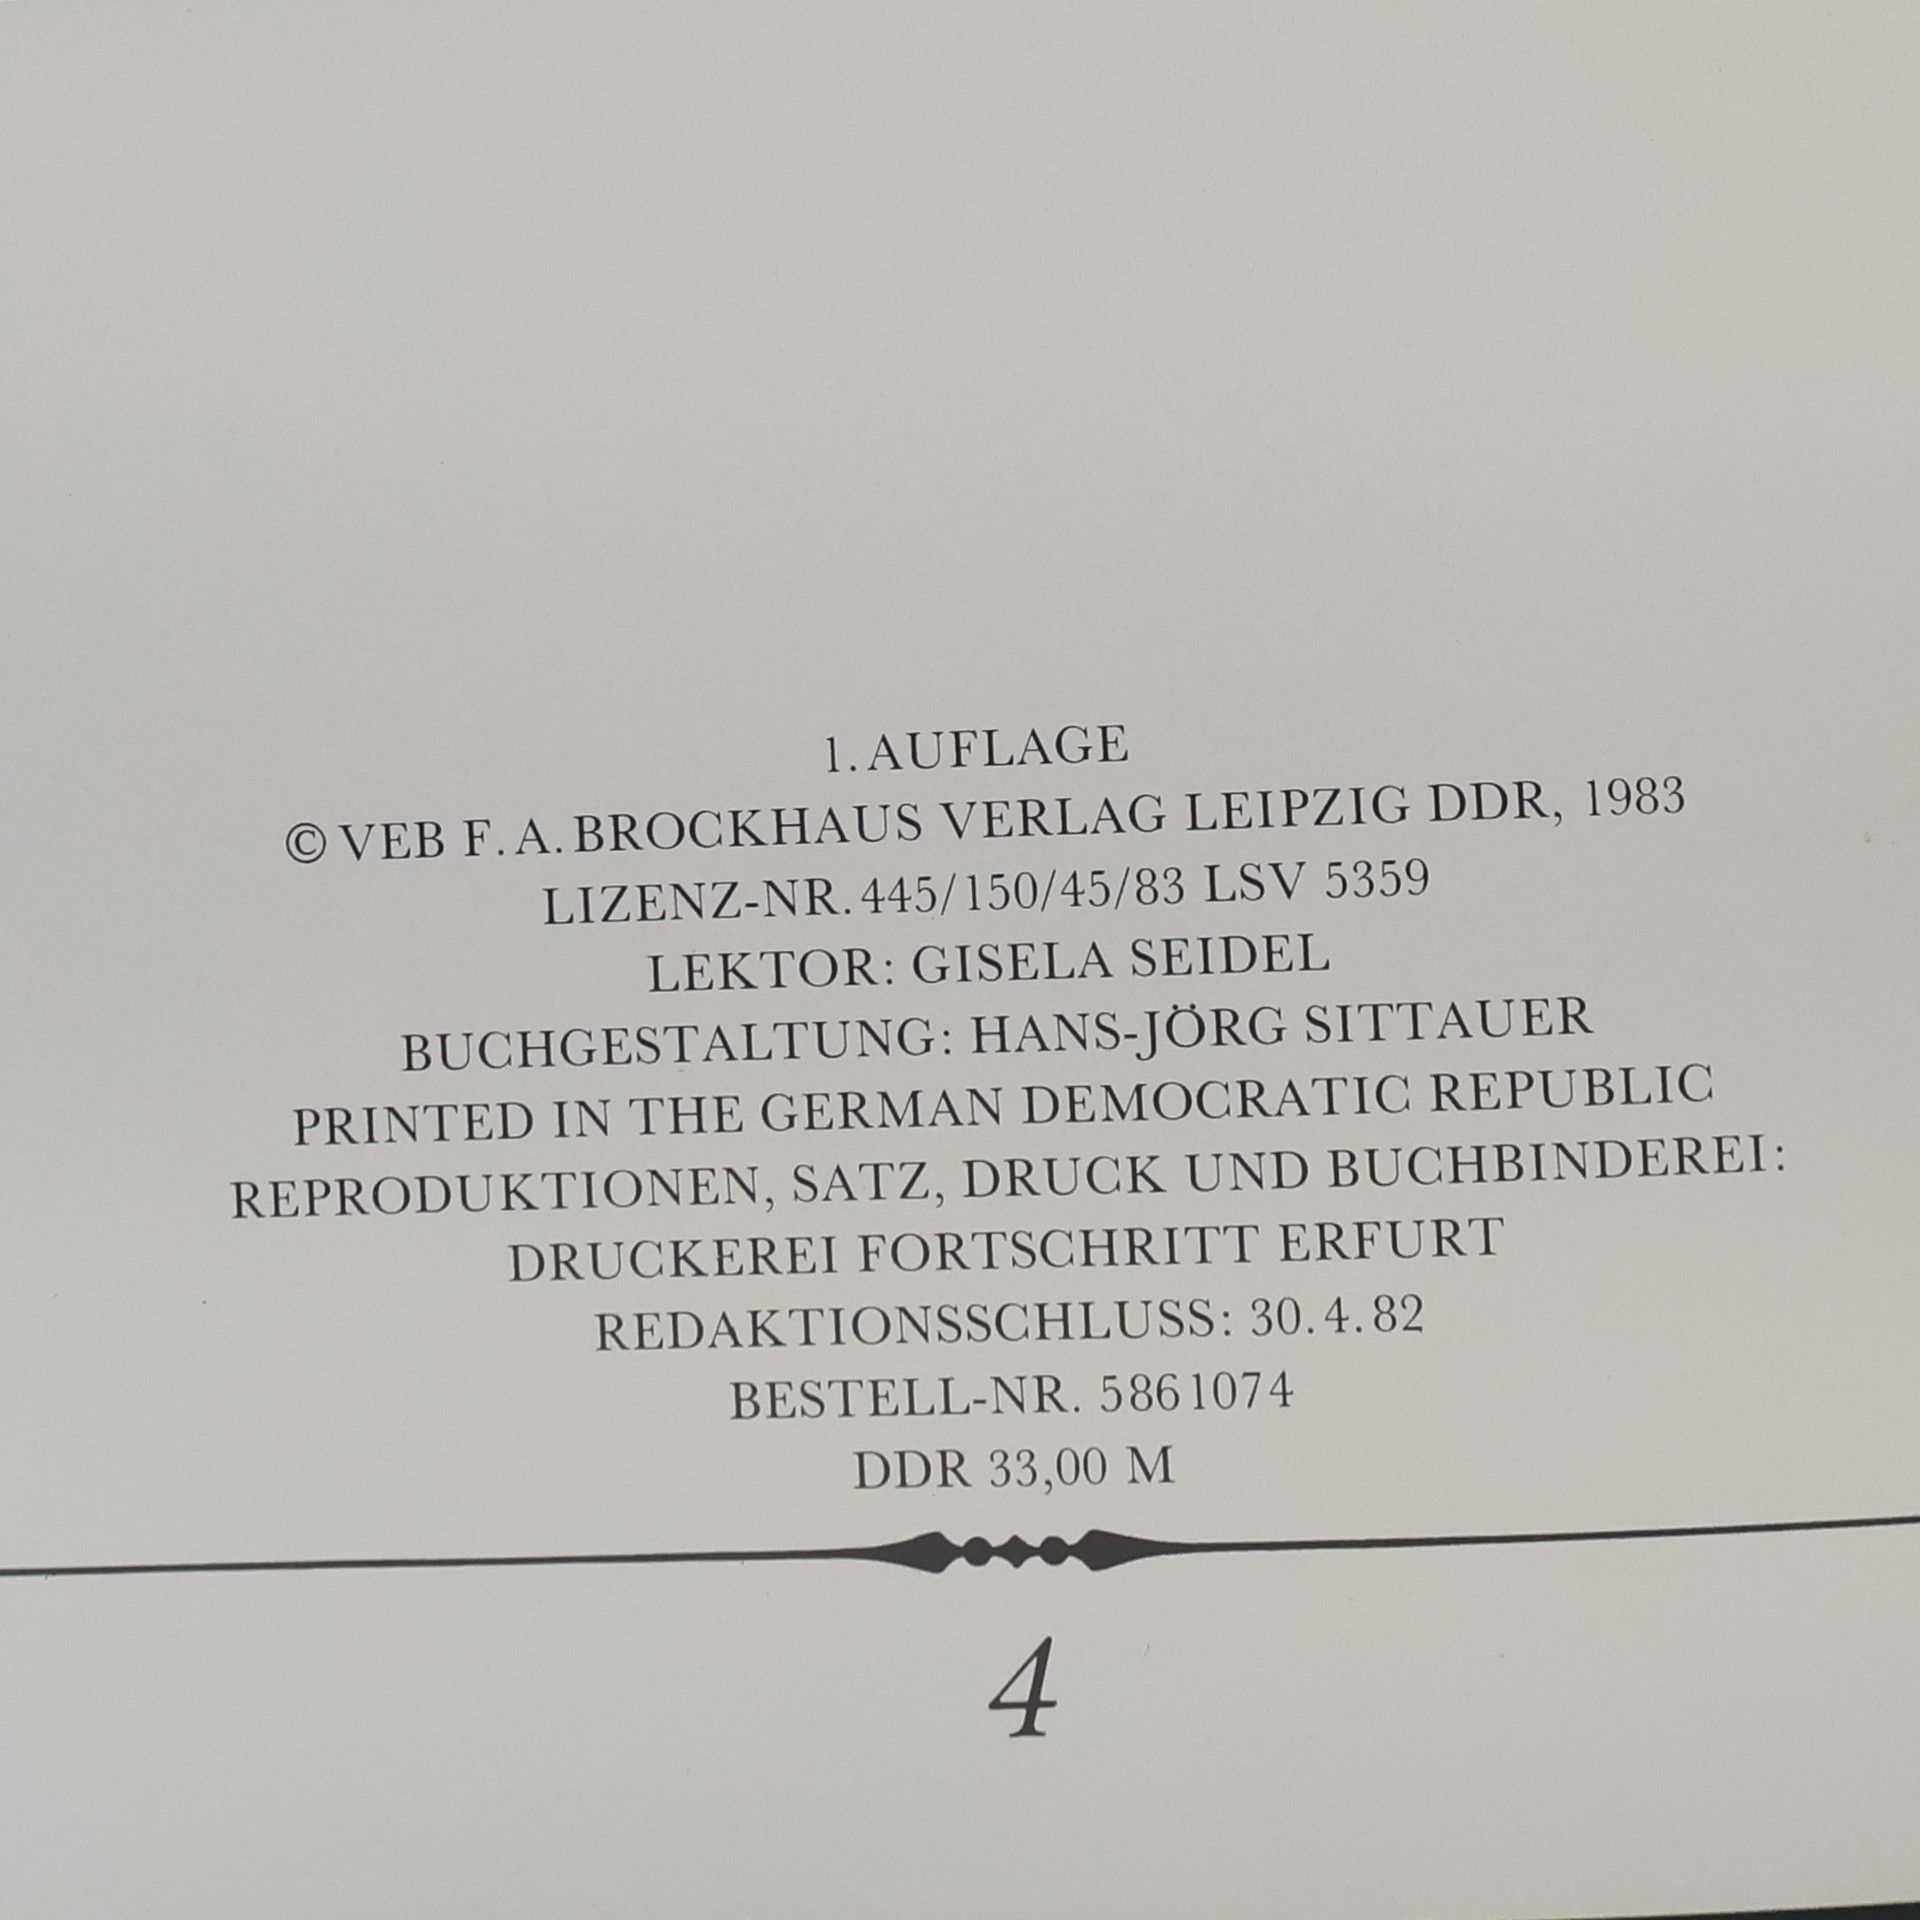 1. AUFLAGE
© VEB F. A. BROCKHAUS VERLAG LEIPZIG DDR, 1983
LIZENZ-NR. 445/150/45/83 LSV 5359
LEKTOR: GISELA SEIDEL
BUCHGESTALTUNG: HANS-JÖRG SITTAUER
PRINTED IN THE GERMAN DEMOCRATIC REPUBLIC
REPRODUKTIONEN, SATZ, DRUCK UND BUCHBINDEREI:
DRUCKEREI FORTSCHRITT ERFURT
REDAKTIONSSCHLUSS: 30. 4. 82
BESTELL-NR. 5861074
DDR 33,00 M
4